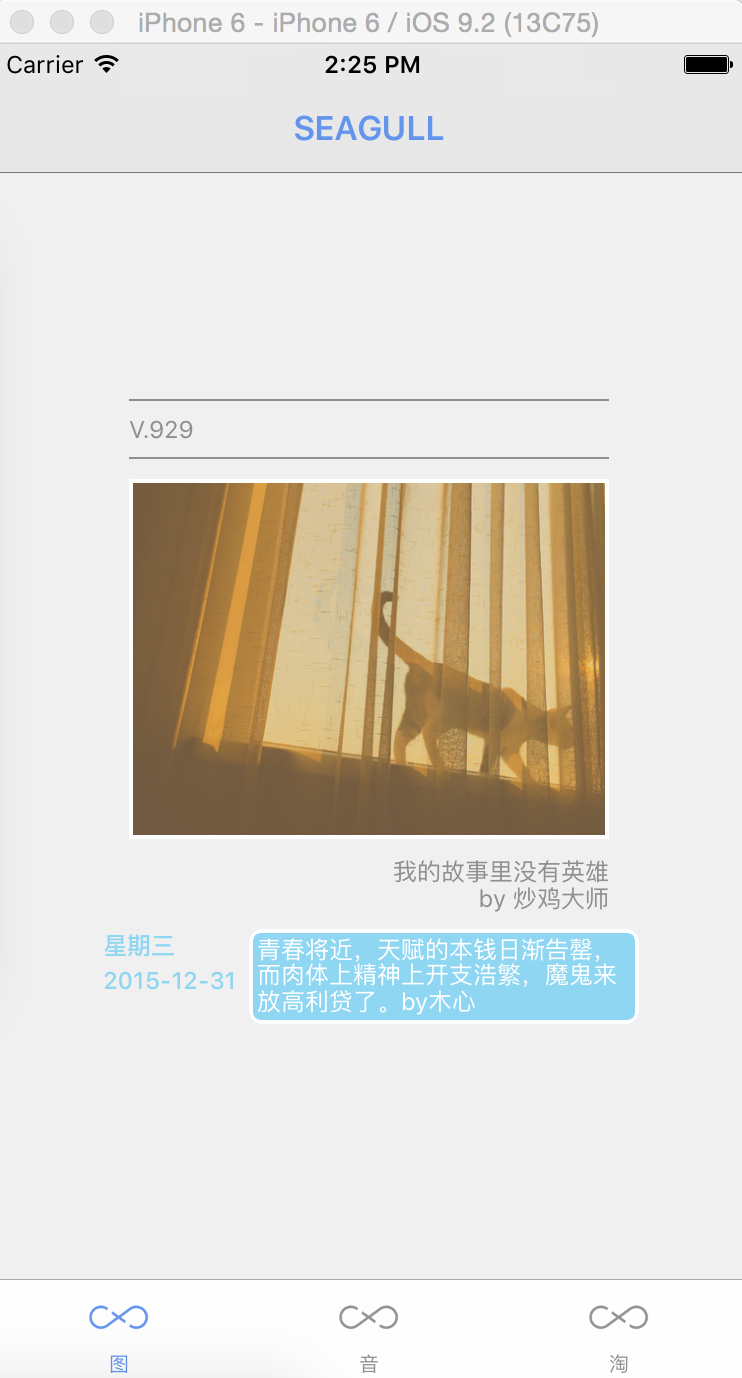 iPhone 6 - iPhone 6 / iOS 9.2 (13C75)
Carrier 2:25 PM
SEAGULL
V.929
我的故事里没有英雄
by 炒鸡大师
星期三
2015-12-31
青春将近，天赋的本钱日渐告罄，
而肉体上精神上开支浩繁，魔鬼来
放高利贷了。by木心
图 音 淘